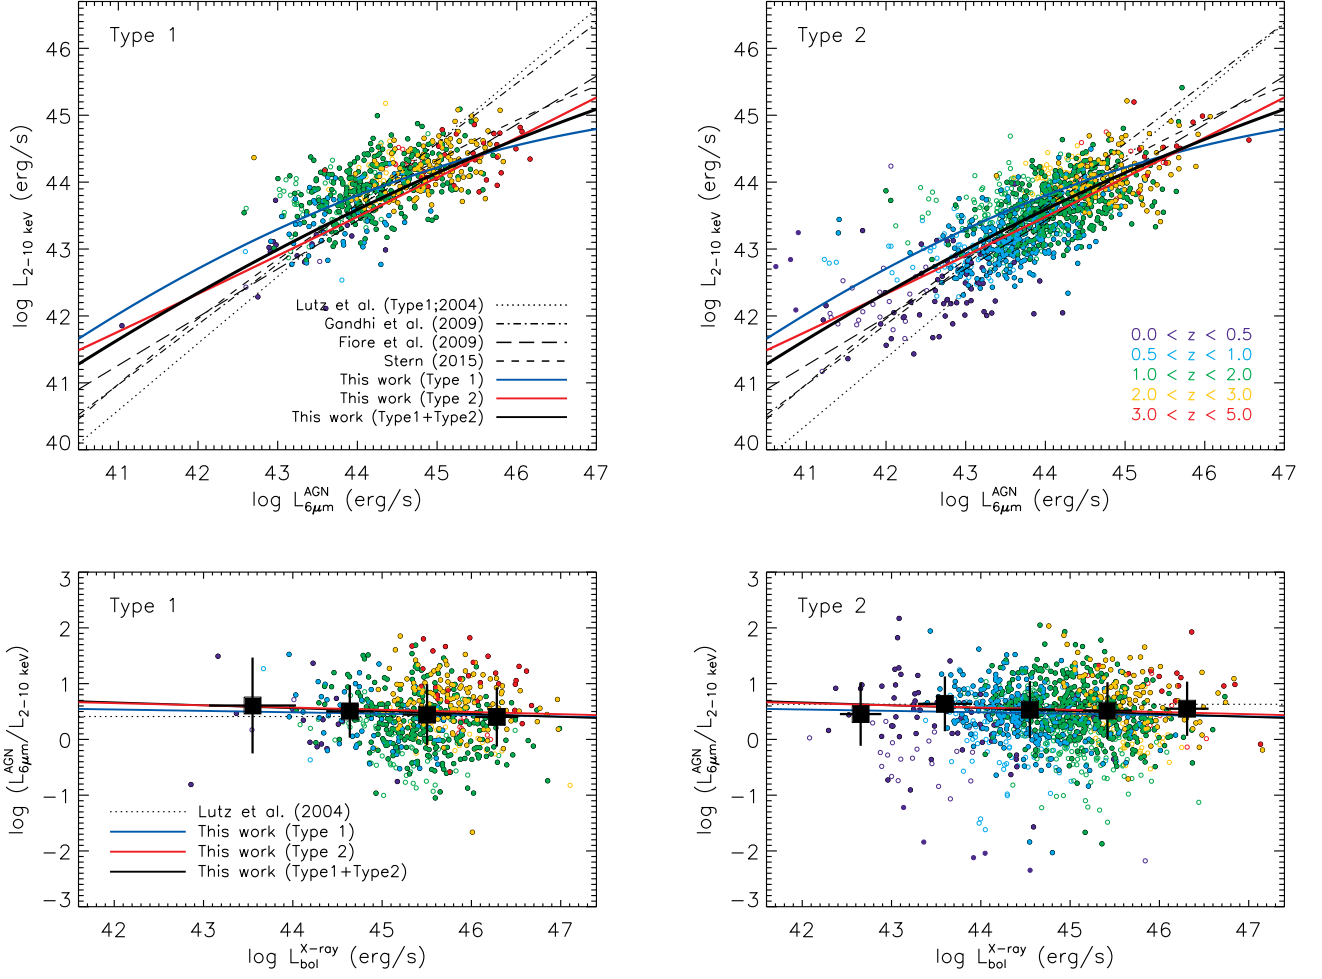 Type 1
46
45
44
43
42
41
40
log L2−10 keV (erg/s)
Lutz et al. (Type1;2004)
Gandhi et al. (2009)
Fiore et al. (2009)
Stern (2015)
This work (Type 1)
This work (Type 2)
This work (Type1+Type2)
41 42 43 44 45 46 47
log L6μm AGN (erg/s)
Type 2
46
45
44
43
42
41
40
log L2−10 keV (erg/s)
0.0 < z < 0.5
0.5 < z < 1.0
1.0 < z < 2.0
2.0 < z < 3.0
3.0 < z < 5.0
41 42 43 44 45 46 47
log L6μm AGN (erg/s)
Type 1
3
2
1
0
−1
−2
−3
log (L6μm AGN/L2−10 keV)
Lutz et al. (2004)
This work (Type 1)
This work (Type 2)
This work (Type1+Type2)
42 43 44 45 46 47
log Lbol X−ray (erg/s)
Type 2
3
2
1
0
−1
−2
−3
log (L6μm AGN/L2−10 keV)
42 43 44 45 46 47
log Lbol X−ray (erg/s)